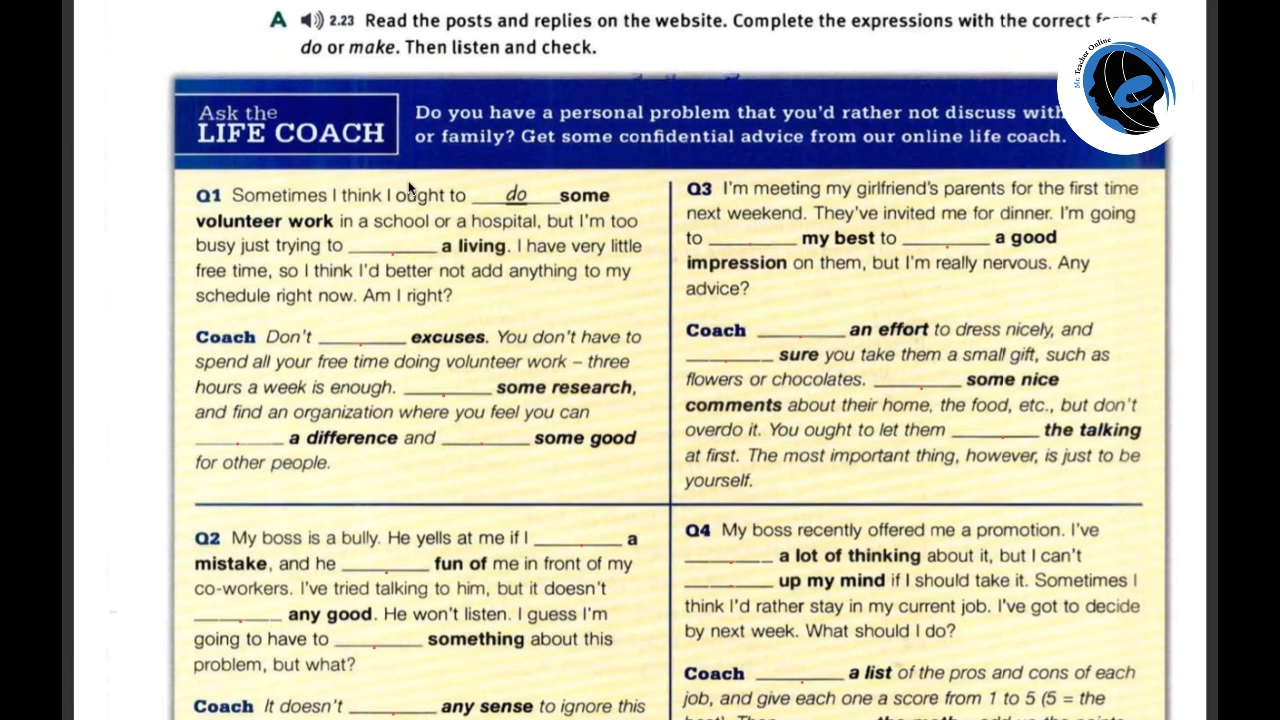 A 2.23 Read the posts and replies on the website. Complete the expressions with the correct form of
do or make. Then listen and check.
Mr. Teacher Online
Ask the
LIFE COACH
Do you have a personal problem that you'd rather not discuss with
or family? Get some confidential advice from our online life coach.
Q1 Sometimes I think I ought to ___do___ some
volunteer work in a school or a hospital, but I'm too
busy just trying to ________ a living. I have very little
free time, so I think I'd better not add anything to my
schedule right now. Am I right?
Coach Don't ________ excuses. You don't have to
spend all your free time doing volunteer work – three
hours a week is enough. ________ some research,
and find an organization where you feel you can
________ a difference and ________ some good
for other people.
Q2 My boss is a bully. He yells at me if I ________ a
mistake, and he ________ fun of me in front of my
co-workers. I've tried talking to him, but it doesn't
________ any good. He won't listen. I guess I'm
going to have to ________ something about this
problem, but what?
Coach It doesn't ________ any sense to ignore this
Q3 I'm meeting my girlfriend's parents for the first time
next weekend. They've invited me for dinner. I'm going
to ________ my best to ________ a good
impression on them, but I'm really nervous. Any
advice?
Coach ________ an effort to dress nicely, and
________ sure you take them a small gift, such as
flowers or chocolates. ________ some nice
comments about their home, the food, etc., but don't
overdo it. You ought to let them ________ the talking
at first. The most important thing, however, is just to be
yourself.
Q4 My boss recently offered me a promotion. I've
________ a lot of thinking about it, but I can't
________ up my mind if I should take it. Sometimes I
think I'd rather stay in my current job. I've got to decide
by next week. What should I do?
Coach ________ a list of the pros and cons of each
job, and give each one a score from 1 to 5 (5 = the